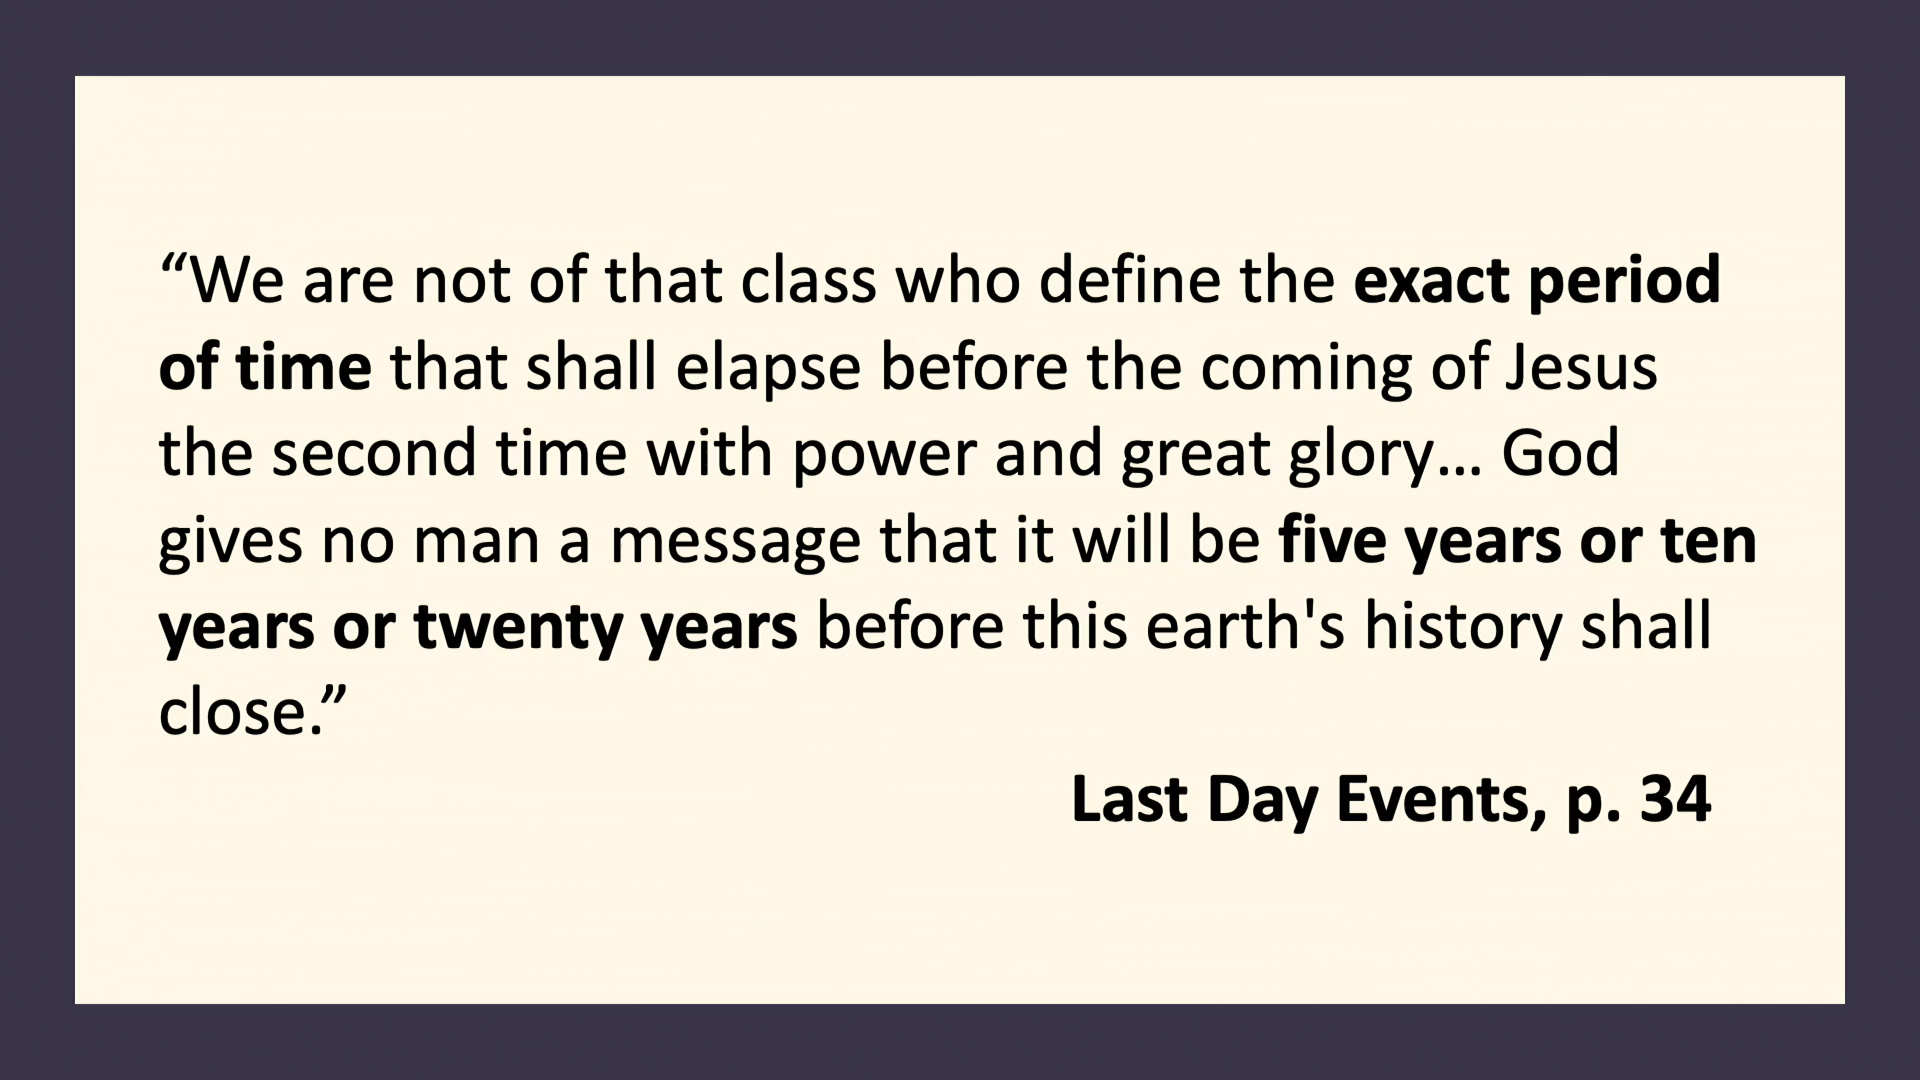 “We are not of that class who define the exact period
of time that shall elapse before the coming of Jesus
the second time with power and great glory... God
gives no man a message that it will be five years or ten
years or twenty years before this earth's history shall
close.”
Last Day Events, p. 34